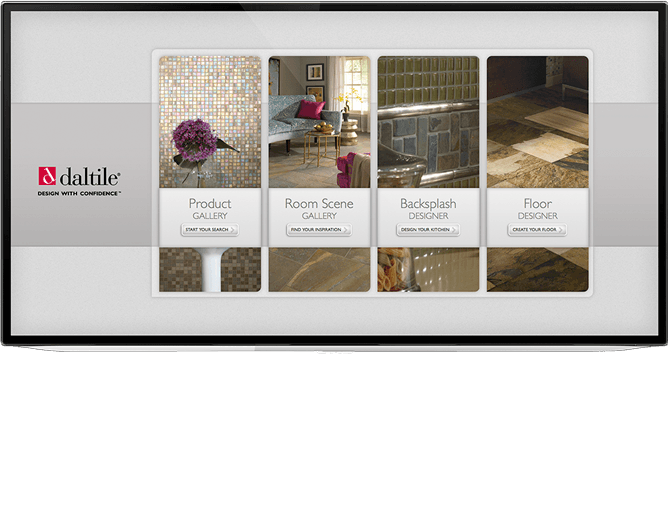 daltile®
DESIGN WITH CONFIDENCE™
Product
GALLERY
START YOUR SEARCH
Room Scene
GALLERY
FIND YOUR INSPIRATION
Backsplash
DESIGNER
DESIGN YOUR KITCHEN
Floor
DESIGNER
CREATE YOUR FLOOR